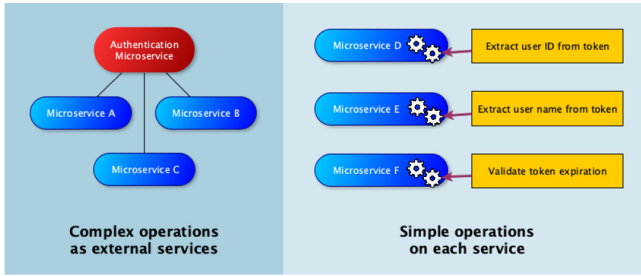 Authentication
Microservice
Microservice A
Microservice B
Microservice C
Complex operations
as external services
Microservice D
Extract user ID from token
Microservice E
Extract user name from token
Microservice F
Validate token expiration
Simple operations
on each service